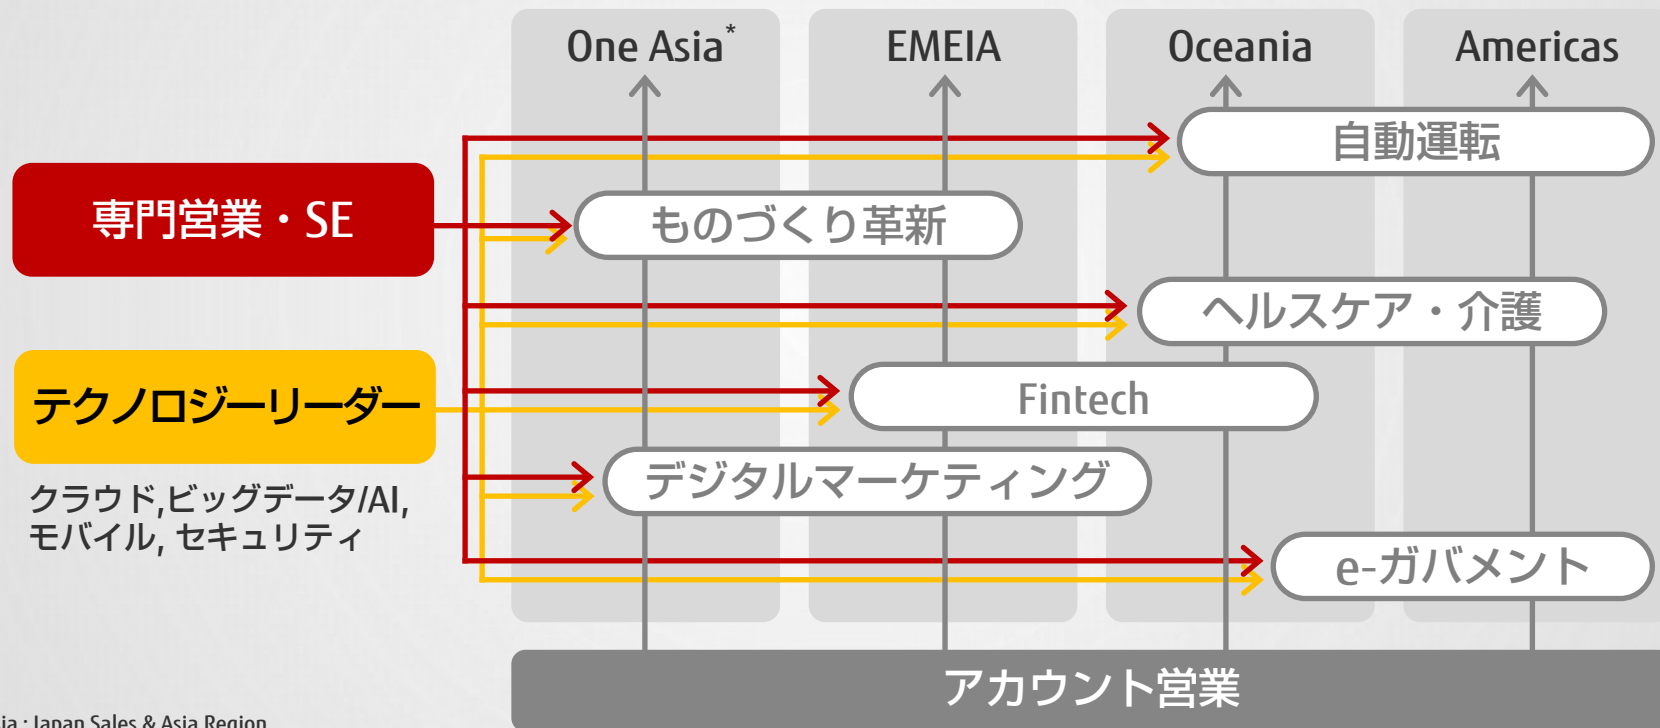 One Asia*
EMEIA
Oceania
Americas
自動運転
専門営業・SE
ものづくり革新
ヘルスケア・介護
テクノロジーリーダー
Fintech
デジタルマーケティング
クラウド,ビッグデータ/AI,
モバイル, セキュリティ
e-ガバメント
アカウント営業
: Japan Sales & Asia Region